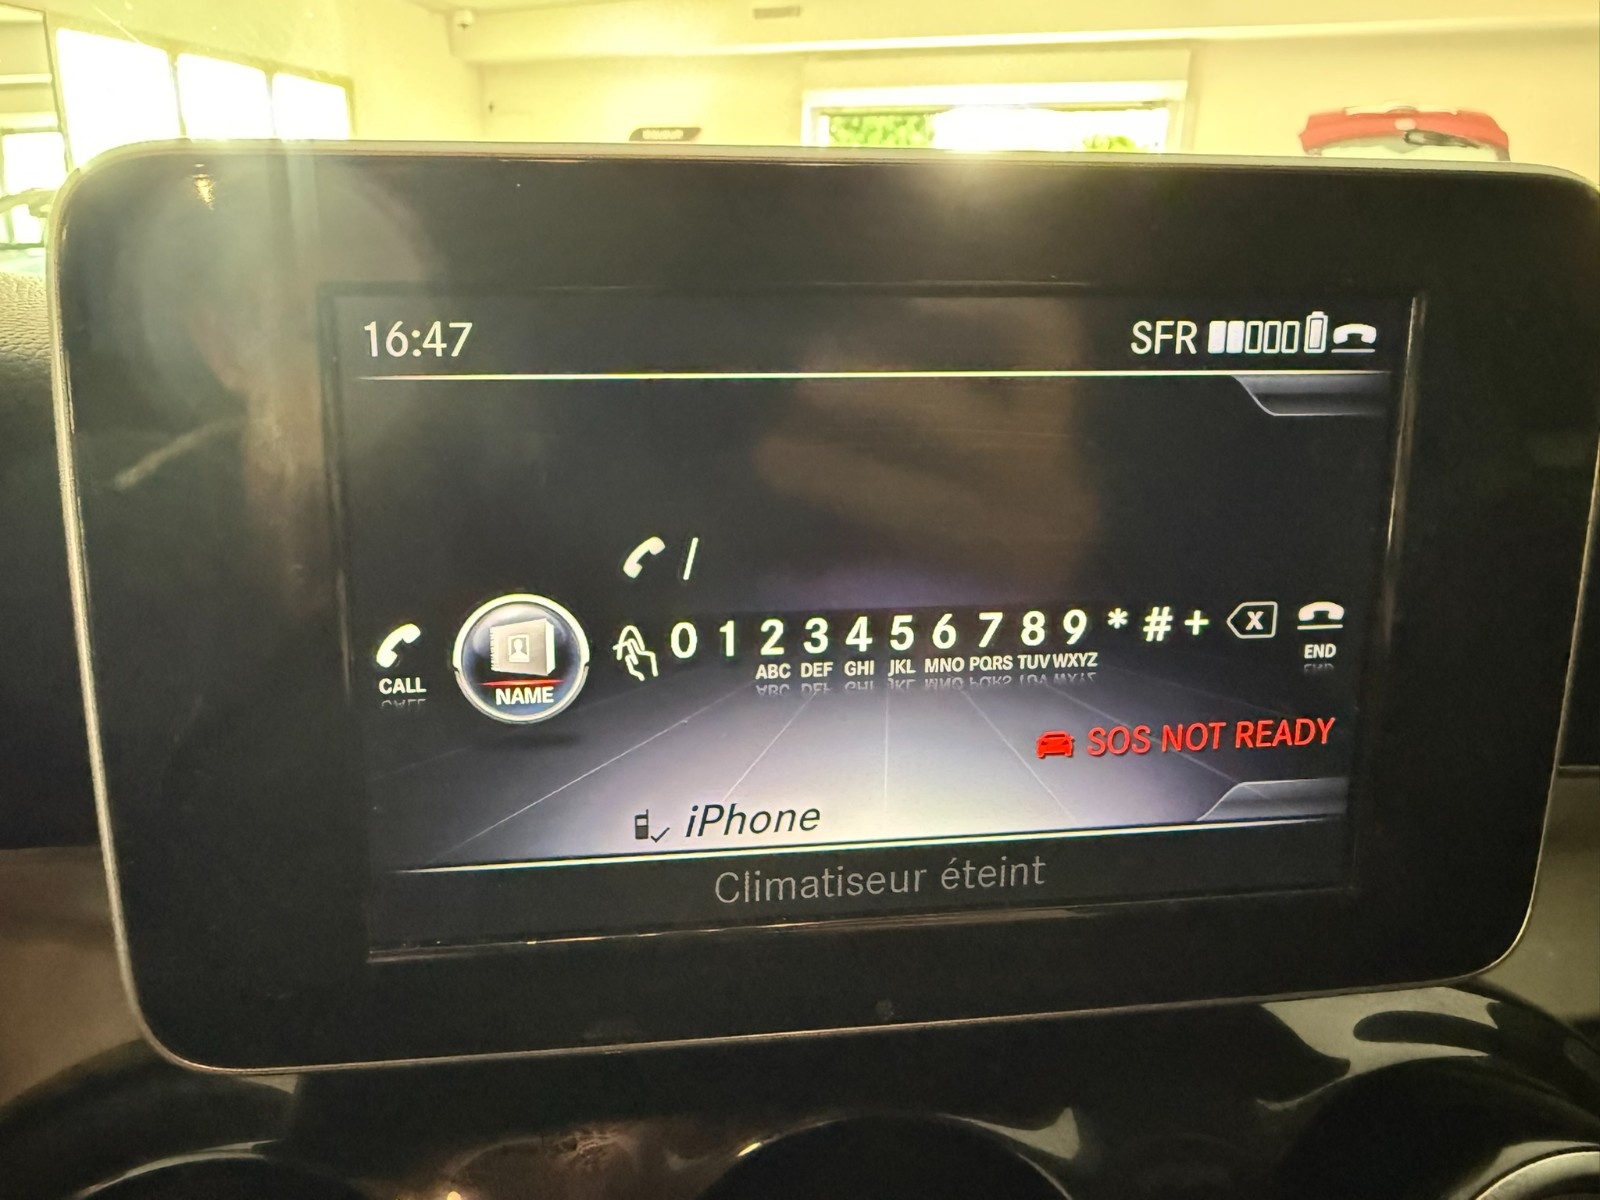 16:47
SFR
/
0 1 2 3 4 5 6 7 8 9 * # + X
ABC DEF GHI JKL MNO PQRS TUV WXYZ
CALL
NAME
END
SOS NOT READY
iPhone
Climatiseur éteint